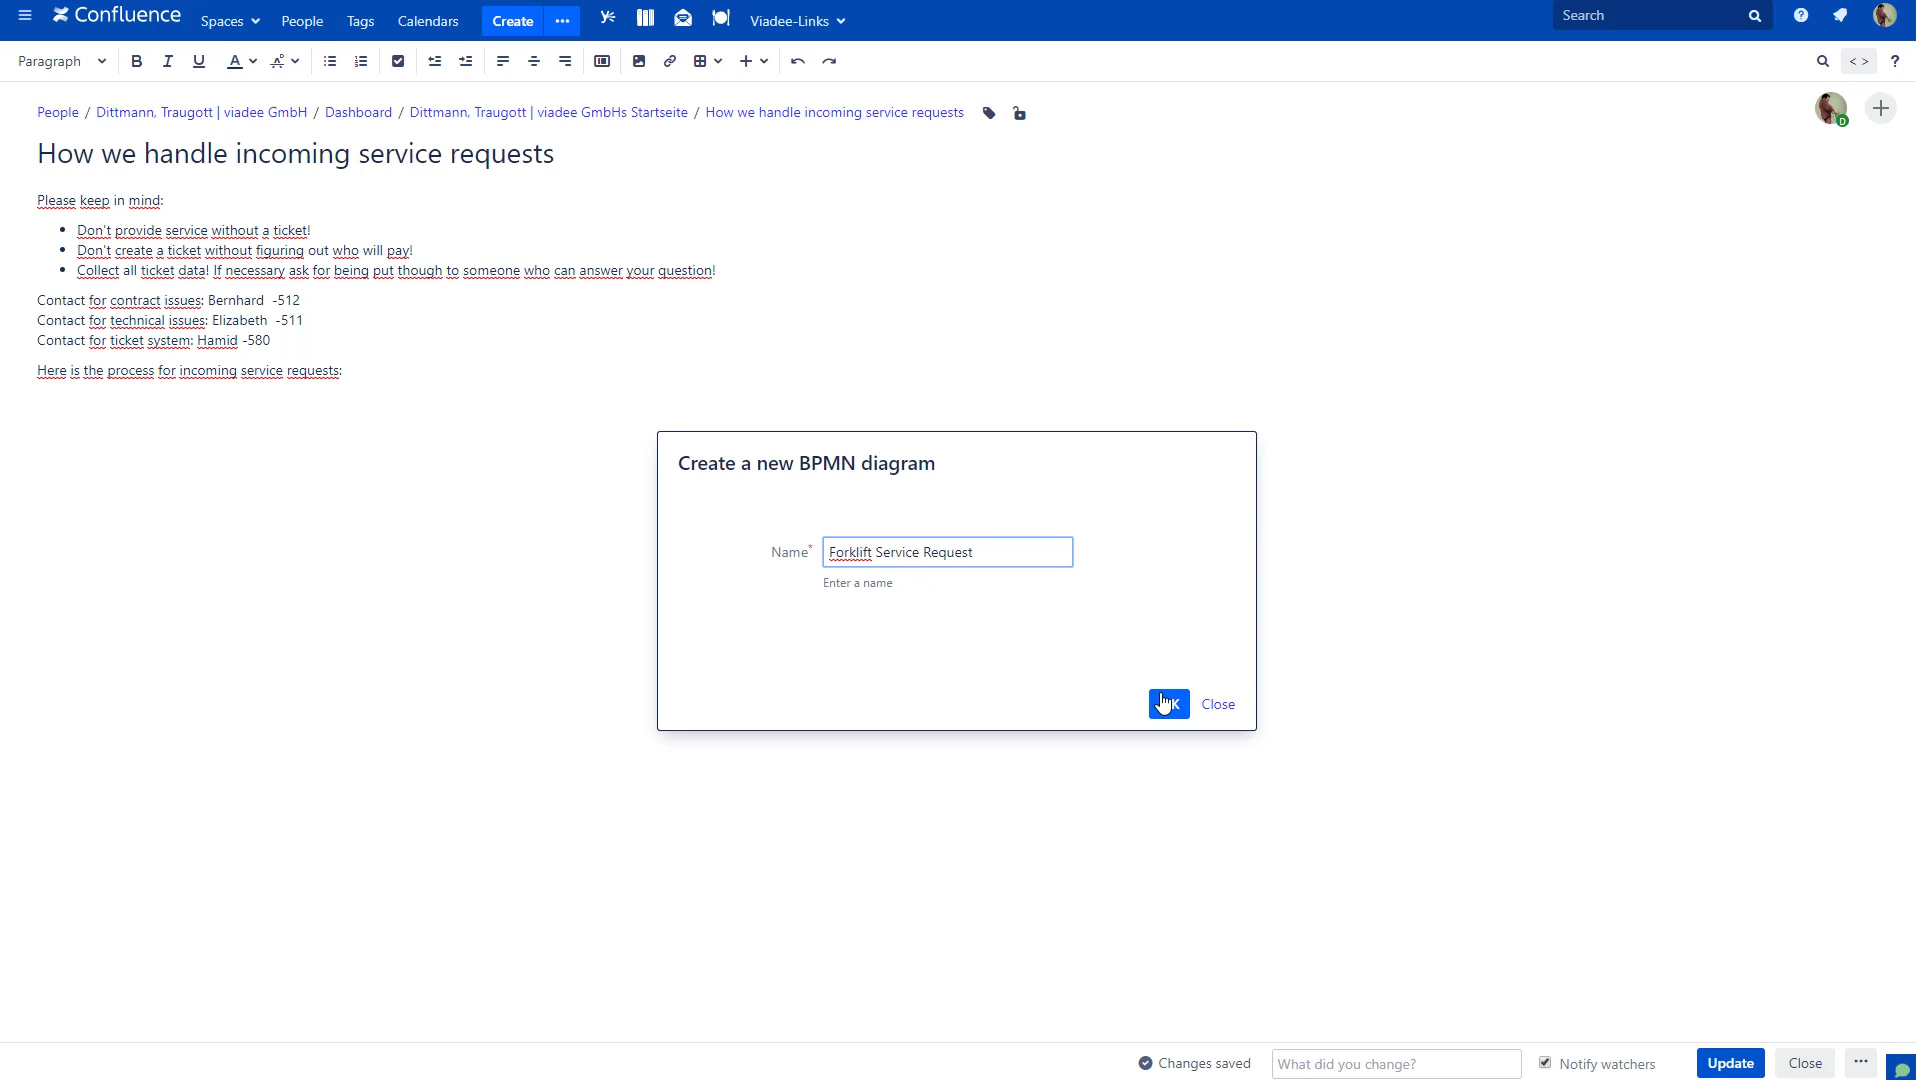 Confluence Spaces People Tags Calendars Create ··· Viadee-Links Search
Paragraph B I U A < > ?
People / Dittmann, Traugott | viadee GmbH / Dashboard / Dittmann, Traugott | viadee GmbHs Startseite / How we handle incoming service requests
D
How we handle incoming service requests
Please keep in mind:
• Don't provide service without a ticket!
• Don't create a ticket without figuring out who will pay!
• Collect all ticket data! If necessary ask for being put though to someone who can answer your question!
Contact for contract issues: Bernhard -512
Contact for technical issues: Elizabeth -511
Contact for ticket system: Hamid -580
Here is the process for incoming service requests:
Create a new BPMN diagram
Name* Forklift Service Request
Enter a name
Close
Changes saved What did you change? Notify watchers Update Close ···